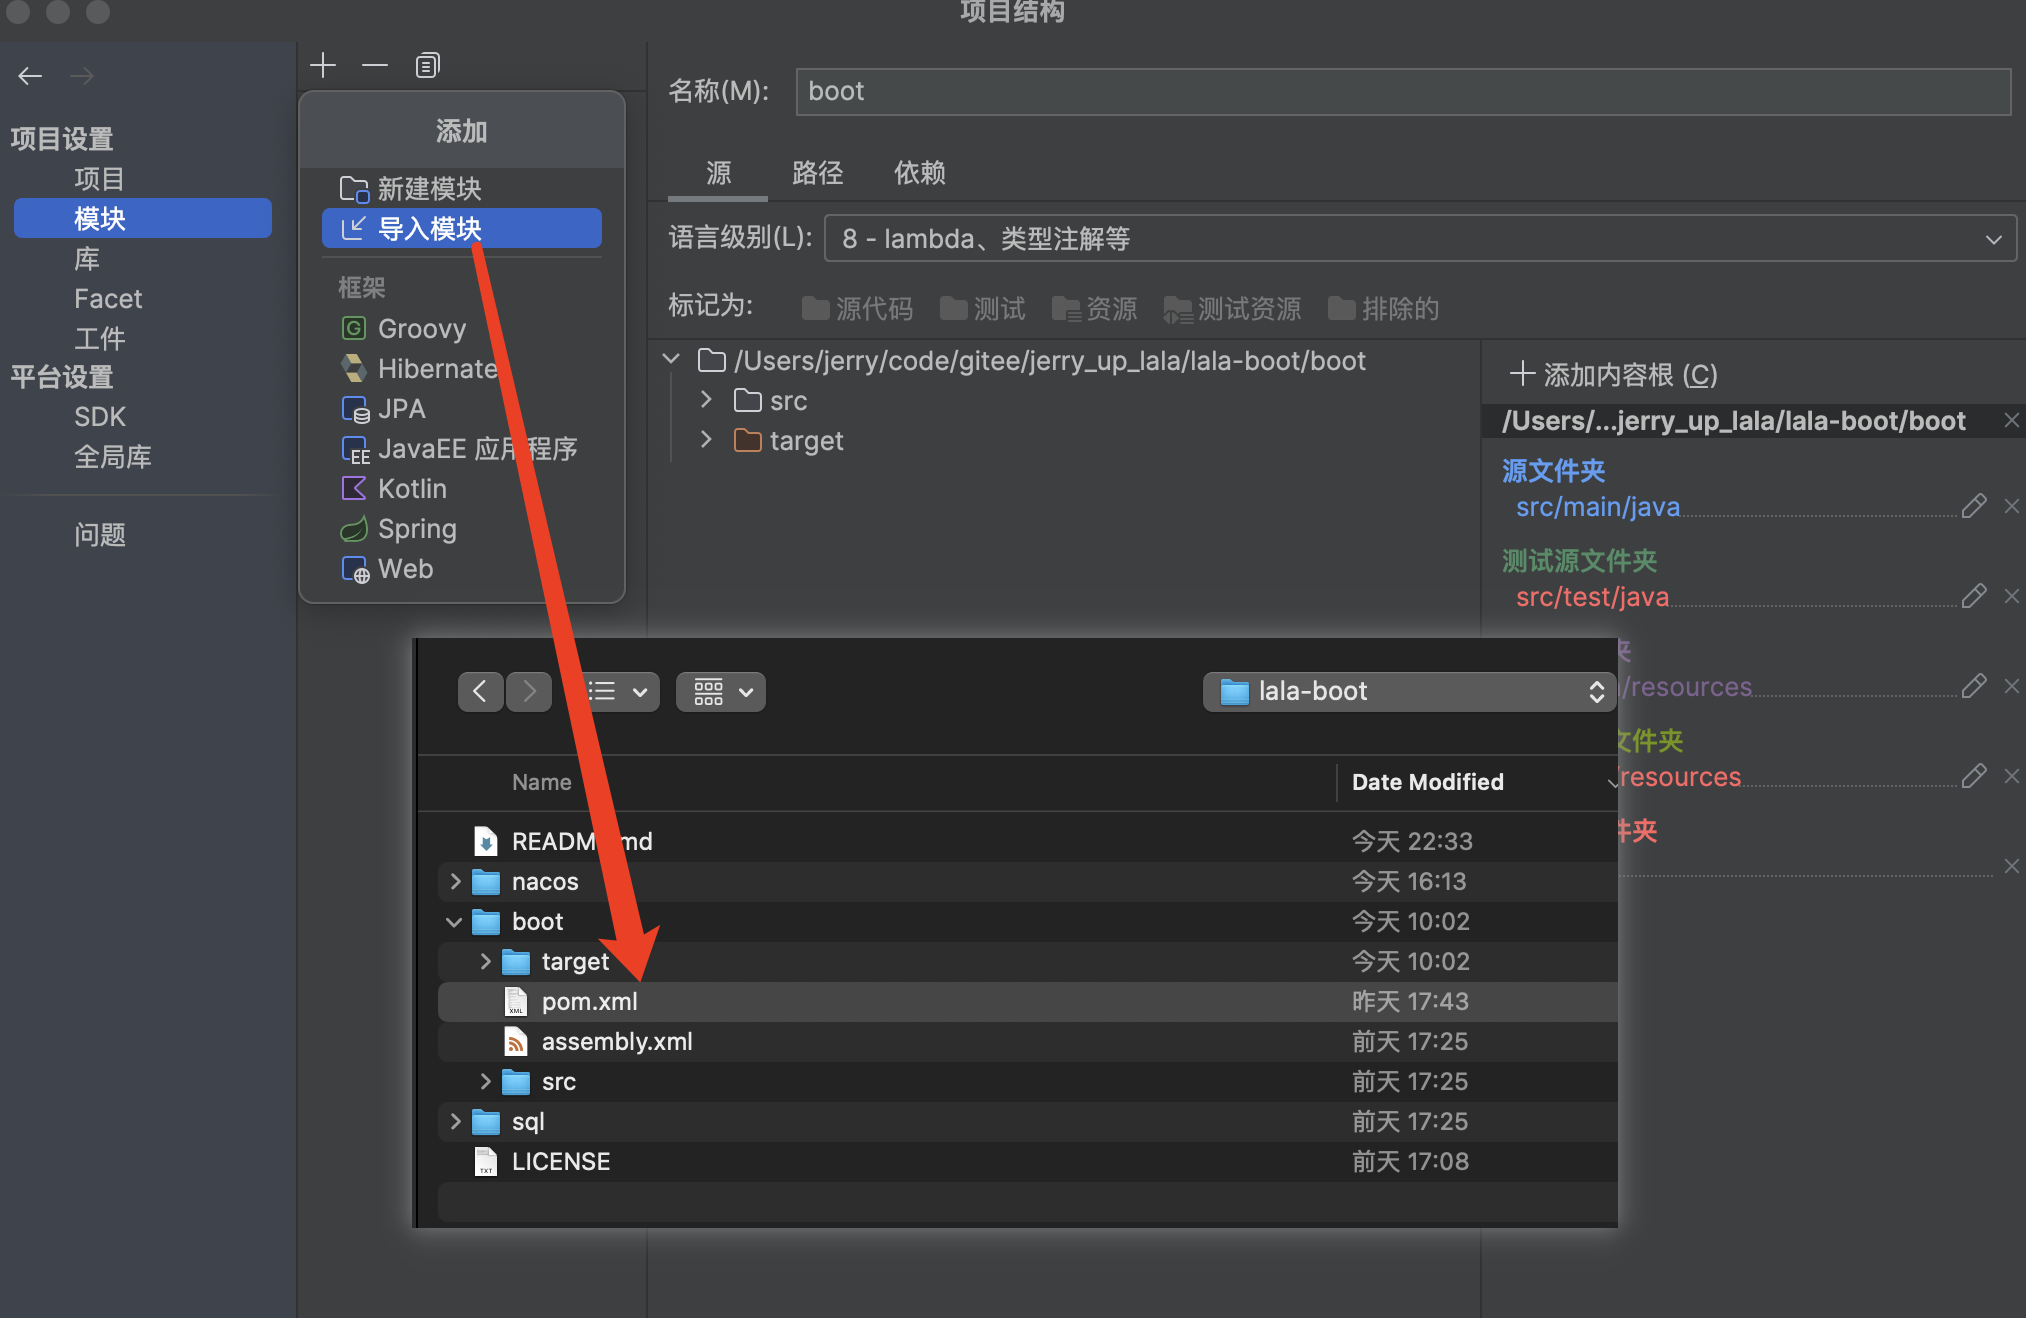 项目结构
项目设置
项目
模块
库
Facet
工件
平台设置
SDK
全局库
问题
添加
新建模块
导入模块
框架
Groovy
Hibernate
JPA
JavaEE 应用程序
Kotlin
Spring
Web
名称(M):
boot
源
路径
依赖
语言级别(L):
8 - lambda、类型注解等
标记为:
源代码
测试
资源
测试资源
排除的
/Users/jerry/code/gitee/jerry_up_lala/lala-boot/boot
src
target
添加内容根 (C)
/Users/...jerry_up_lala/lala-boot/boot
源文件夹
src/main/java
测试源文件夹
src/test/java
夹
/resources
文件夹
/resources
件夹
lala-boot
Name
Date Modified
READM md
今天 22:33
nacos
今天 16:13
boot
今天 10:02
target
今天 10:02
pom.xml
昨天 17:43
assembly.xml
前天 17:25
src
前天 17:25
sql
前天 17:25
LICENSE
前天 17:08